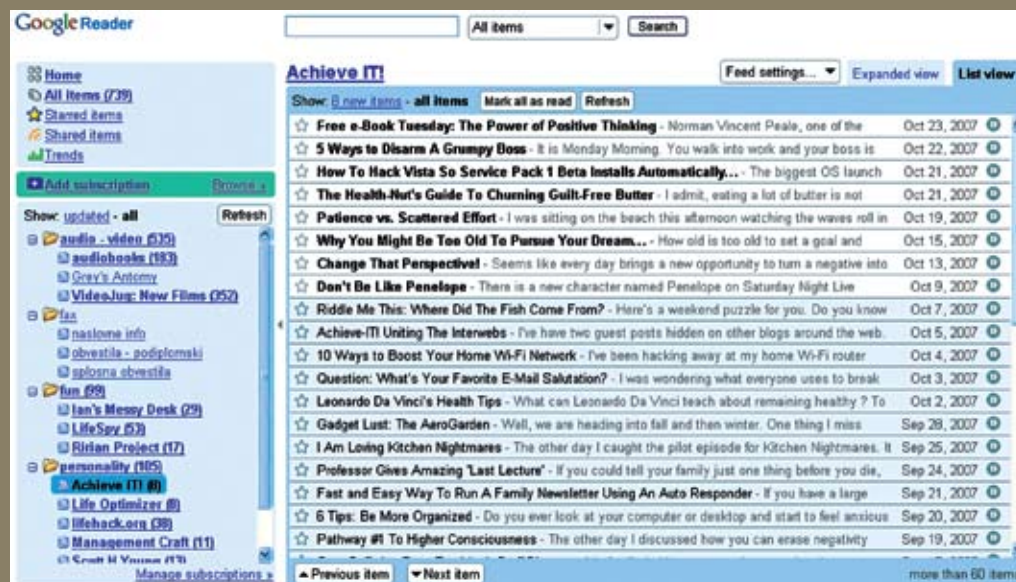 Google Reader
All items
Search
Home
All items (739)
Starred items
Shared items
Trends
Add subscription
Browse »
Show: updated - all
Refresh
audio - video (535)
audiobooks (183)
Grey's Antomy
VideoJug: New Films (352)
fax
naslovne info
obvestila - podiplomski
splosna obvestila
fun (99)
Ian's Messy Desk (29)
LifeSpy (53)
Ririan Project (17)
personality (105)
Achieve IT! (8)
Life Optimizer (8)
lifehack.org (38)
Management Craft (11)
Scott H Young (13)
Manage subscriptions »
Achieve IT!
Feed settings... Expanded view List view
Show: 8 new items - all items Mark all as read Refresh
Free e-Book Tuesday: The Power of Positive Thinking - Norman Vincent Peale, one of the Oct 23, 2007
5 Ways to Disarm A Grumpy Boss - It is Monday Morning. You walk into work and your boss is Oct 22, 2007
How To Hack Vista So Service Pack 1 Beta Installs Automatically... - The biggest OS launch Oct 21, 2007
The Health-Nut's Guide To Churning Guilt-Free Butter - I admit, eating a lot of butter is not Oct 21, 2007
Patience vs. Scattered Effort - I was sitting on the beach this afternoon watching the waves roll in Oct 19, 2007
Why You Might Be Too Old To Pursue Your Dream... - How old is too old to set a goal and Oct 15, 2007
Change That Perspective! - Seems like every day brings a new opportunity to turn a negative into Oct 13, 2007
Don't Be Like Penelope - There is a new character named Penelope on Saturday Night Live Oct 9, 2007
Riddle Me This: Where Did The Fish Come From? - Here's a weekend puzzle for you. Do you know Oct 7, 2007
Achieve-IT! Uniting The Interwebs - I've have two guest posts hidden on other blogs around the web. Oct 5, 2007
10 Ways to Boost Your Home Wi-Fi Network - I've been hacking away at my home Wi-Fi router Oct 4, 2007
Question: What's Your Favorite E-Mail Salutation? - I was wondering what everyone uses to break Oct 3, 2007
Leonardo Da Vinci's Health Tips - What can Leonardo Da Vinci teach about remaining healthy ? To Oct 2, 2007
Gadget Lust: The AeroGarden - Well, we are heading into fall and then winter. One thing I miss Sep 28, 2007
I Am Loving Kitchen Nightmares - The other day I caught the pilot episode for Kitchen Nightmares. It Sep 25, 2007
Professor Gives Amazing 'Last Lecture' - If you could tell your family just one thing before you die, Sep 24, 2007
Fast and Easy Way To Run A Family Newsletter Using An Auto Responder - If you have a large Sep 21, 2007
6 Tips: Be More Organized - Do you ever look at your computer or desktop and start to feel anxious Sep 20, 2007
Pathway #1 To Higher Consciousness - The other day I discussed how you can erase negativity Sep 19, 2007
Previous item Next item more than 60 items